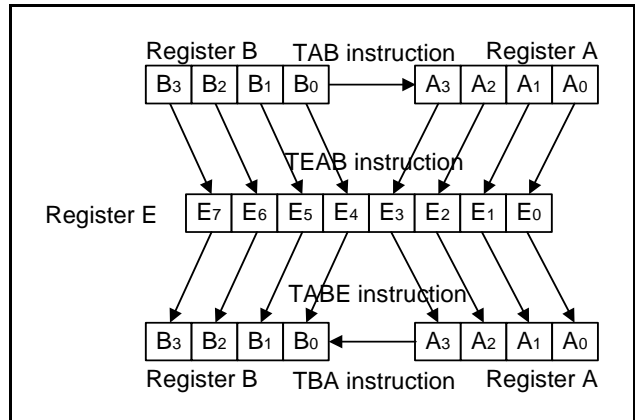 Register B TAB instruction Register A
B3 B2 B1 B0 A3 A2 A1 A0
TEAB instruction
Register E E7 E6 E5 E4 E3 E2 E1 E0
TABE instruction
B3 B2 B1 B0 A3 A2 A1 A0
Register B TBA instruction Register A